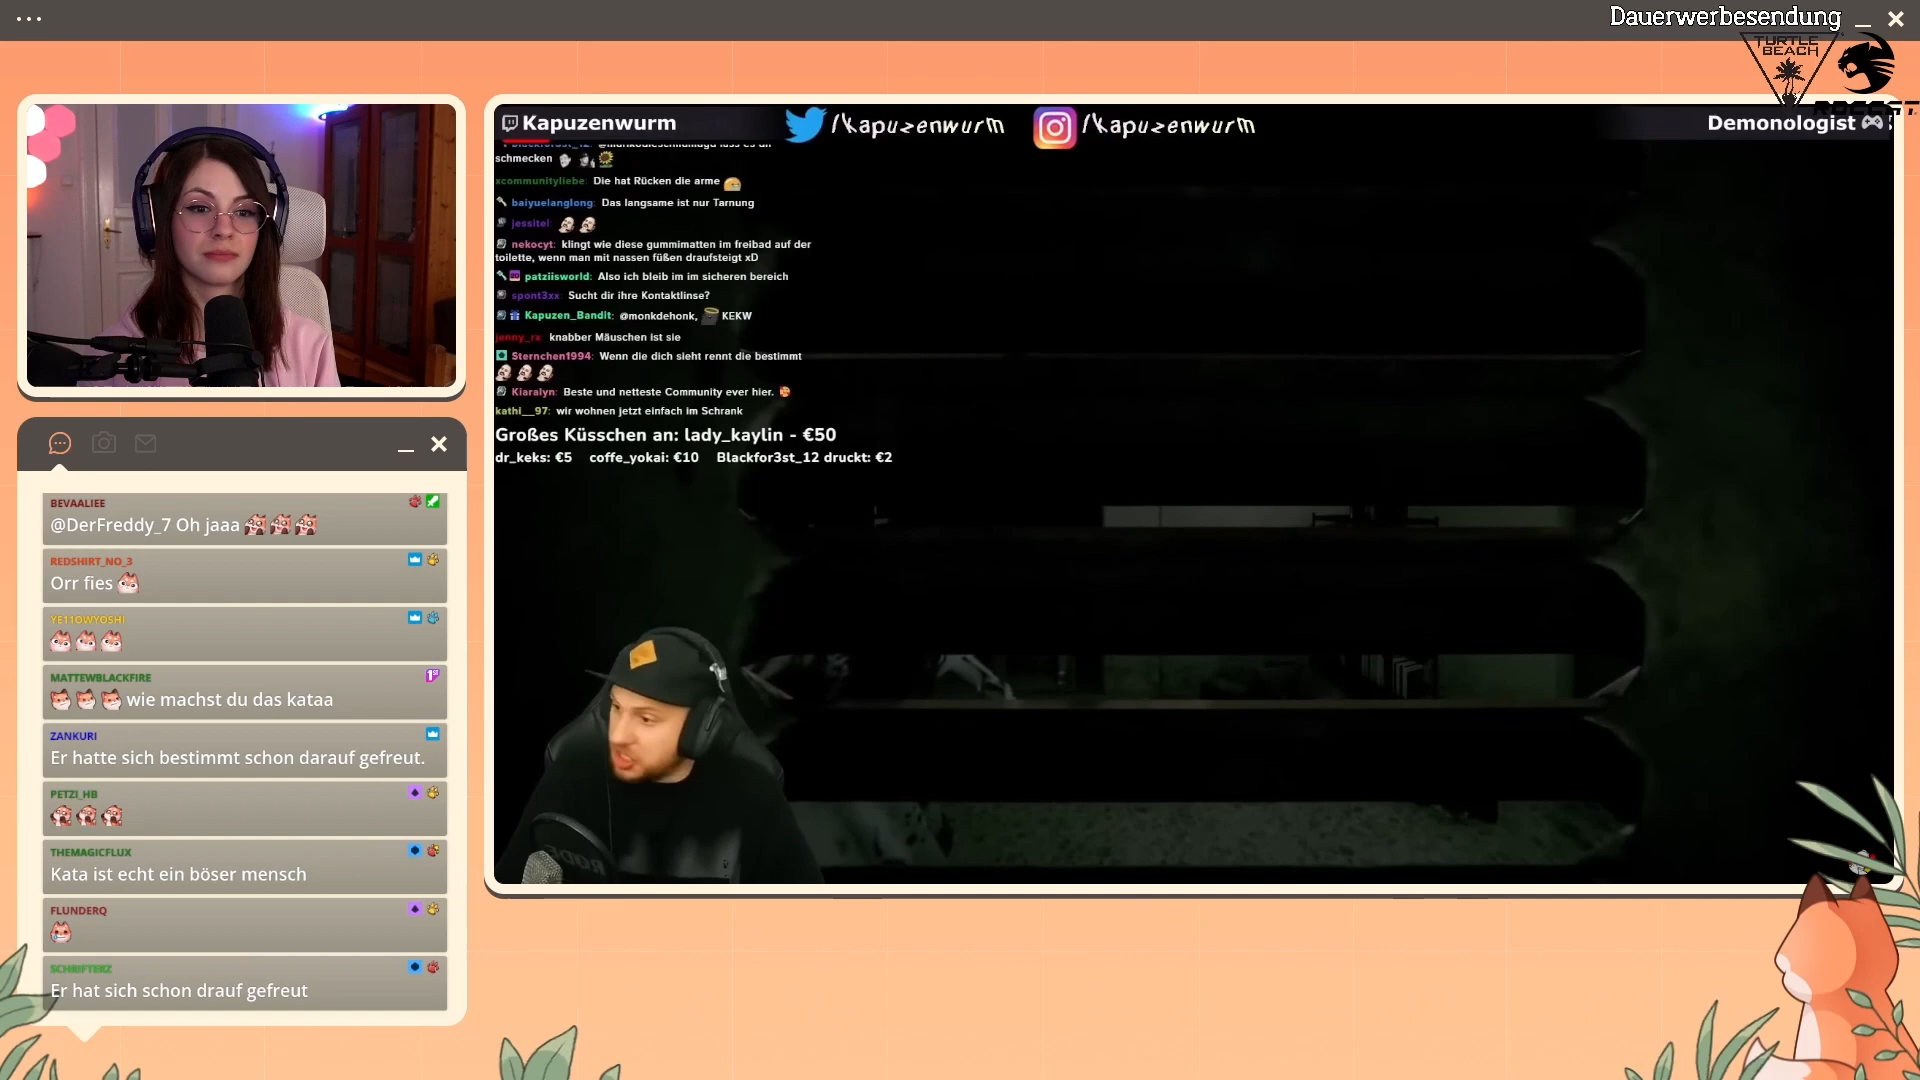 Dauerwerbesendung
TURTLE
BEACH
Kapuzenwurm
/kapuzenwurm
/kapuzenwurm
Demonologist
schmecken
xcommunityliebe: Die hat Rücken die arme
baiyuelanglong: Das langsame ist nur Tarnung
jessitel:
nekocyt: klingt wie diese gummimatten im freibad auf der
toilette, wenn man mit nassen füßen draufsteigt xD
patziisworld: Also ich bleib im im sicheren bereich
spont3xx: Sucht dir ihre Kontaktlinse?
Kapuzen_Bandit: @monkdehonk, KEKW
jenny_rx: knabber Mäuschen ist sie
Sternchen1994: Wenn die dich sieht rennt die bestimmt
Kiaralyn: Beste und netteste Community ever hier.
kathi__97: wir wohnen jetzt einfach im Schrank
Großes Küsschen an: lady_kaylin - €50
dr_keks: €5 coffe_yokai: €10 Blackfor3st_12 druckt: €2
BEVAALIEE
@DerFreddy_7 Oh jaaa
REDSHIRT_NO_3
Orr fies
YE11OWYOSHI
MATTEWBLACKFIRE
wie machst du das kataa
ZANKURI
Er hatte sich bestimmt schon darauf gefreut.
PETZI_HB
THEMAGICFLUX
Kata ist echt ein böser mensch
FLUNDERQ
SCHRIFTERZ
Er hat sich schon drauf gefreut
RODE